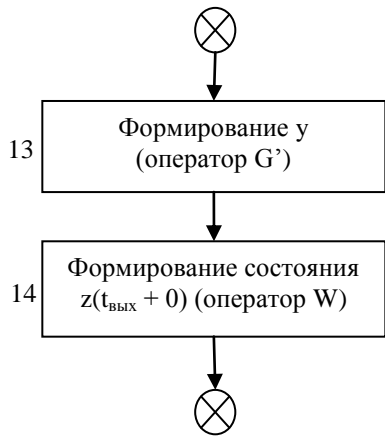 13
Формирование y
(оператор G’)
14
Формирование состояния
z(tвых + 0) (оператор W)